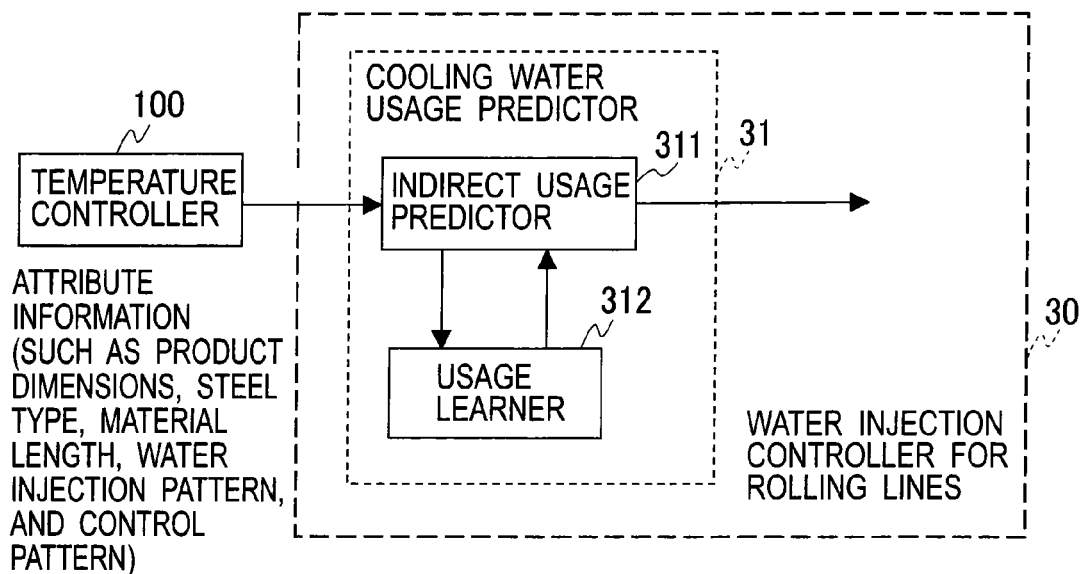 COOLING WATER
USAGE PREDICTOR
100
311
31
TEMPERATURE
CONTROLLER
INDIRECT USAGE
PREDICTOR
ATTRIBUTE
INFORMATION
(SUCH AS PRODUCT
DIMENSIONS, STEEL
TYPE, MATERIAL
LENGTH, WATER
INJECTION PATTERN,
AND CONTROL
PATTERN)
312
30
USAGE
LEARNER
WATER INJECTION
CONTROLLER FOR
ROLLING LINES